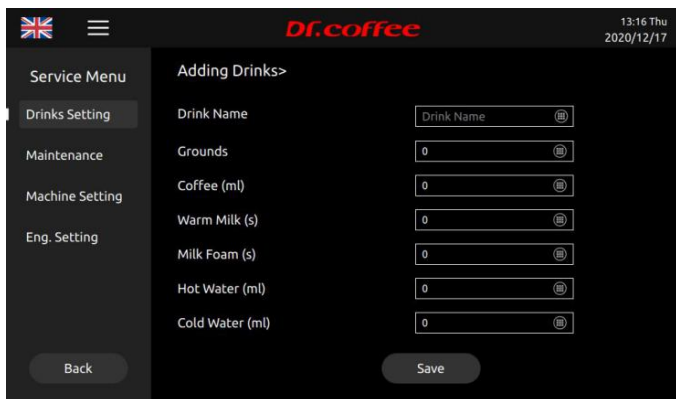 Dr.coffee
13:16 Thu
2020/12/17
Service Menu
Drinks Setting
Maintenance
Machine Setting
Eng. Setting
Back
Adding Drinks>
Drink Name Drink Name
Grounds 0
Coffee (ml) 0
Warm Milk (s) 0
Milk Foam (s) 0
Hot Water (ml) 0
Cold Water (ml) 0
Save